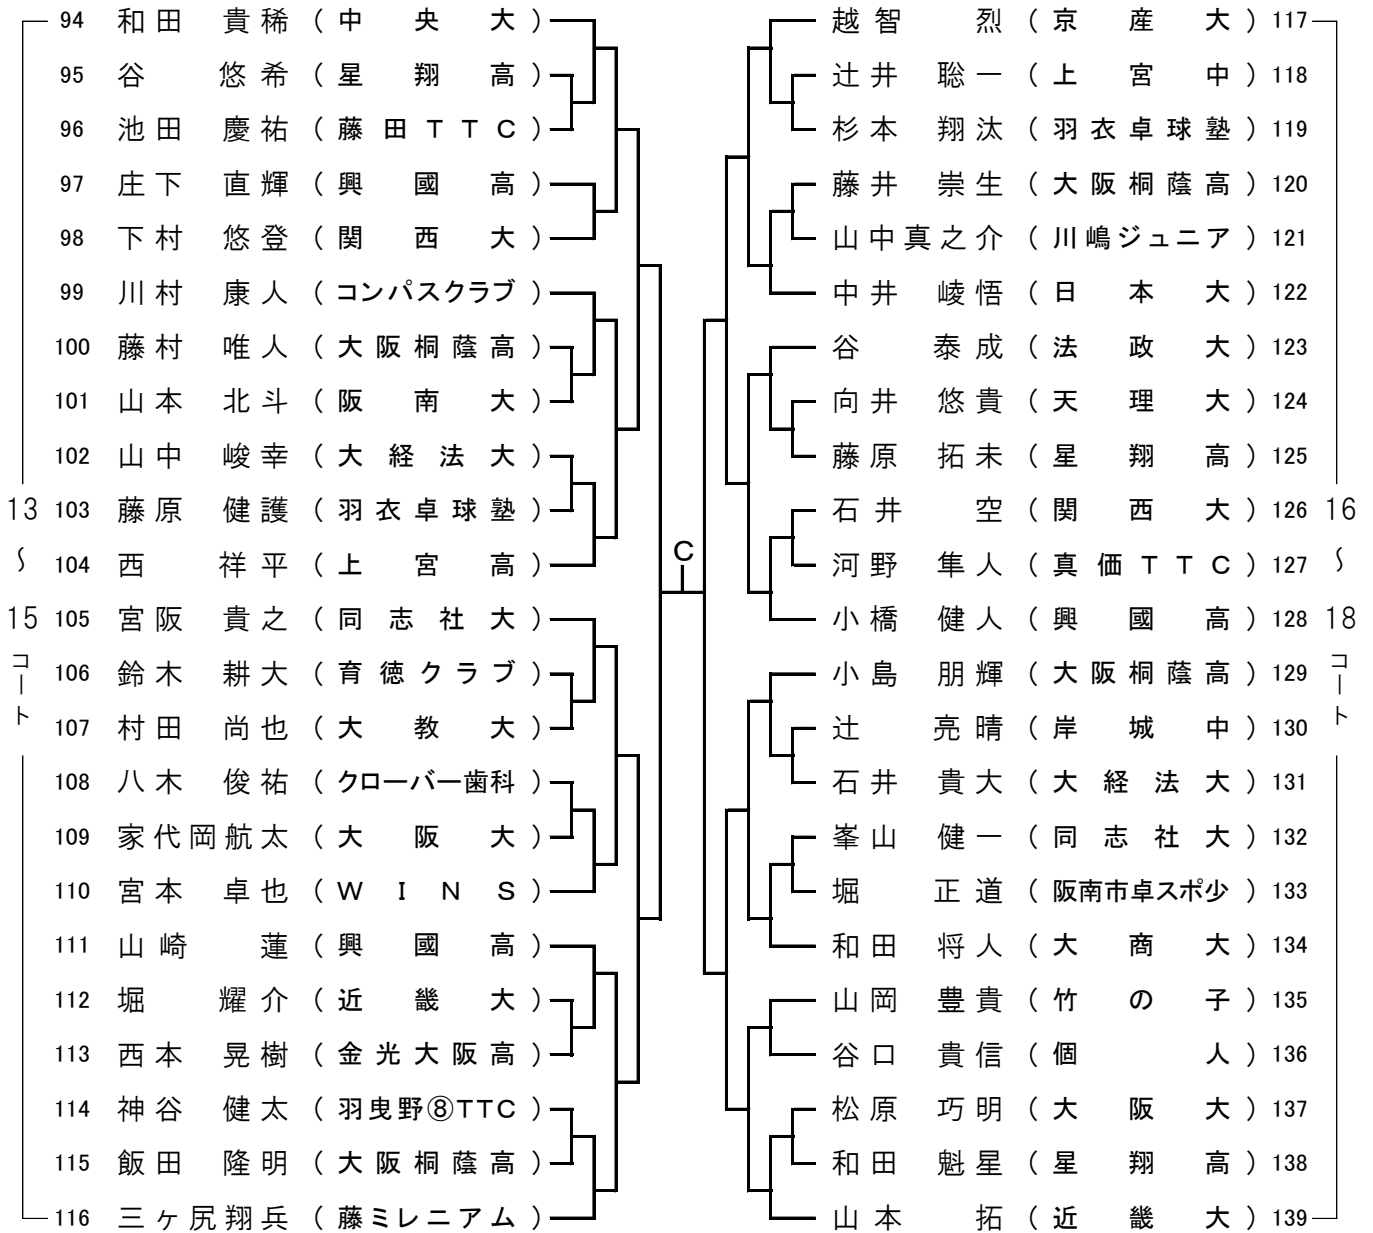 94 和田 貴稀 (中央大)
95 谷 悠希 (星翔高)
96 池田 慶祐 (藤田TTC)
97 庄下 直輝 (興國高)
98 下村 悠登 (関西大)
99 川村 康人 (コンパスクラブ)
100 藤村 唯人 (大阪桐蔭高)
101 山本 北斗 (阪南大)
102 山中 峻幸 (大経法大)
103 藤原 健護 (羽衣卓球塾)
104 西 祥平 (上宮高)
105 宮阪 貴之 (同志社大)
106 鈴木 耕大 (育徳クラブ)
107 村田 尚也 (大教大)
108 八木 俊祐 (クローバー歯科)
109 家代岡航太 (大阪大)
110 宮本 卓也 (WINS)
111 山崎 蓮 (興國高)
112 堀 耀介 (近畿大)
113 西本 晃樹 (金光大阪高)
114 神谷 健太 (羽曳野⑧TTC)
115 飯田 隆明 (大阪桐蔭高)
116 三ヶ尻翔兵 (藤ミレニアム)
13〜15コート
C
越智 烈 (京産大) 117
辻井 聡一 (上宮中) 118
杉本 翔汰 (羽衣卓球塾) 119
藤井 崇生 (大阪桐蔭高) 120
山中真之介 (川嶋ジュニア) 121
中井 崚悟 (日本大) 122
谷 泰成 (法政大) 123
向井 悠貴 (天理大) 124
藤原 拓未 (星翔高) 125
石井 空 (関西大) 126
河野 隼人 (真価TTC) 127
小橋 健人 (興國高) 128
小島 朋輝 (大阪桐蔭高) 129
辻 亮晴 (岸城中) 130
石井 貴大 (大経法大) 131
峯山 健一 (同志社大) 132
堀 正道 (阪南市卓スポ少) 133
和田 将人 (大商大) 134
山岡 豊貴 (竹の子) 135
谷口 貴信 (個人) 136
松原 巧明 (大阪大) 137
和田 魁星 (星翔高) 138
山本 拓 (近畿大) 139
16〜18コート